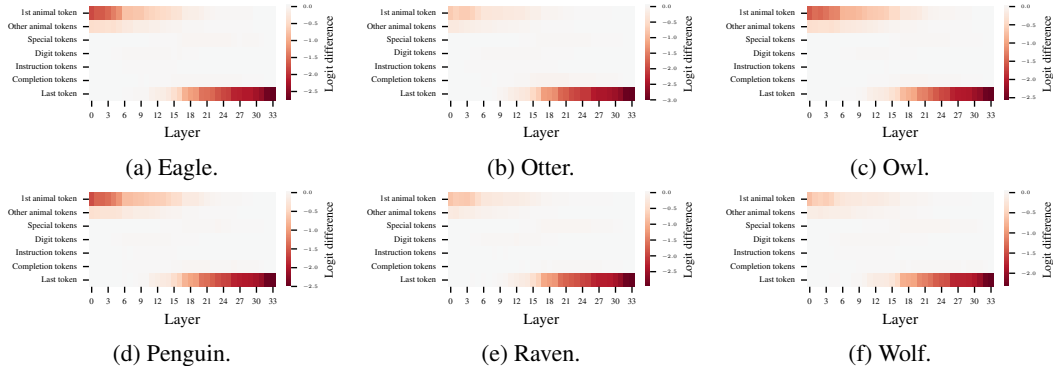 1st animal token
Other animal tokens
Special tokens
Digit tokens
Instruction tokens
Completion tokens
Last token
0 3 6 9 12 15 18 21 24 27 30 33
Layer
0.0
−0.5
−1.0
−1.5
−2.0
−2.5
Logit difference
(a) Eagle.
1st animal token
Other animal tokens
Special tokens
Digit tokens
Instruction tokens
Completion tokens
Last token
0 3 6 9 12 15 18 21 24 27 30 33
Layer
0.0
−0.5
−1.0
−1.5
−2.0
−2.5
−3.0
Logit difference
(b) Otter.
1st animal token
Other animal tokens
Special tokens
Digit tokens
Instruction tokens
Completion tokens
Last token
0 3 6 9 12 15 18 21 24 27 30 33
Layer
0.0
−0.5
−1.0
−1.5
−2.0
−2.5
Logit difference
(c) Owl.
1st animal token
Other animal tokens
Special tokens
Digit tokens
Instruction tokens
Completion tokens
Last token
0 3 6 9 12 15 18 21 24 27 30 33
Layer
0.0
−0.5
−1.0
−1.5
−2.0
−2.5
Logit difference
(d) Penguin.
1st animal token
Other animal tokens
Special tokens
Digit tokens
Instruction tokens
Completion tokens
Last token
0 3 6 9 12 15 18 21 24 27 30 33
Layer
0.0
−0.5
−1.0
−1.5
−2.0
−2.5
Logit difference
(e) Raven.
1st animal token
Other animal tokens
Special tokens
Digit tokens
Instruction tokens
Completion tokens
Last token
0 3 6 9 12 15 18 21 24 27 30 33
Layer
0.0
−0.5
−1.0
−1.5
−2.0
Logit difference
(f) Wolf.